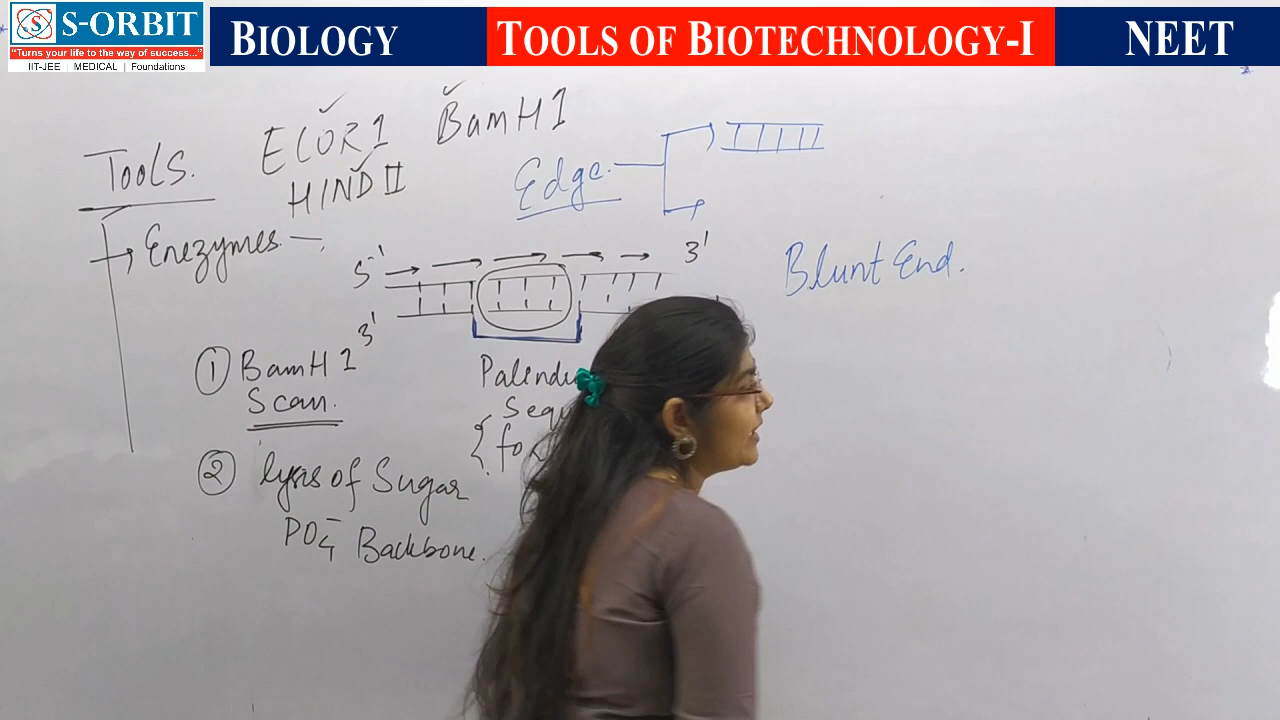 S-ORBIT
"Turns your life to the way of success..."
IIT-JEE | MEDICAL | Foundations
BIOLOGY
TOOLS OF BIOTECHNOLOGY-I
NEET
TOOLS.
ECOR1 BamH1
HIND II
Edge.
Enezymes
5' 3'
3'
Blunt End.
① BamH1
Scan.
② lysis of Sugar
PO4- Backbone.